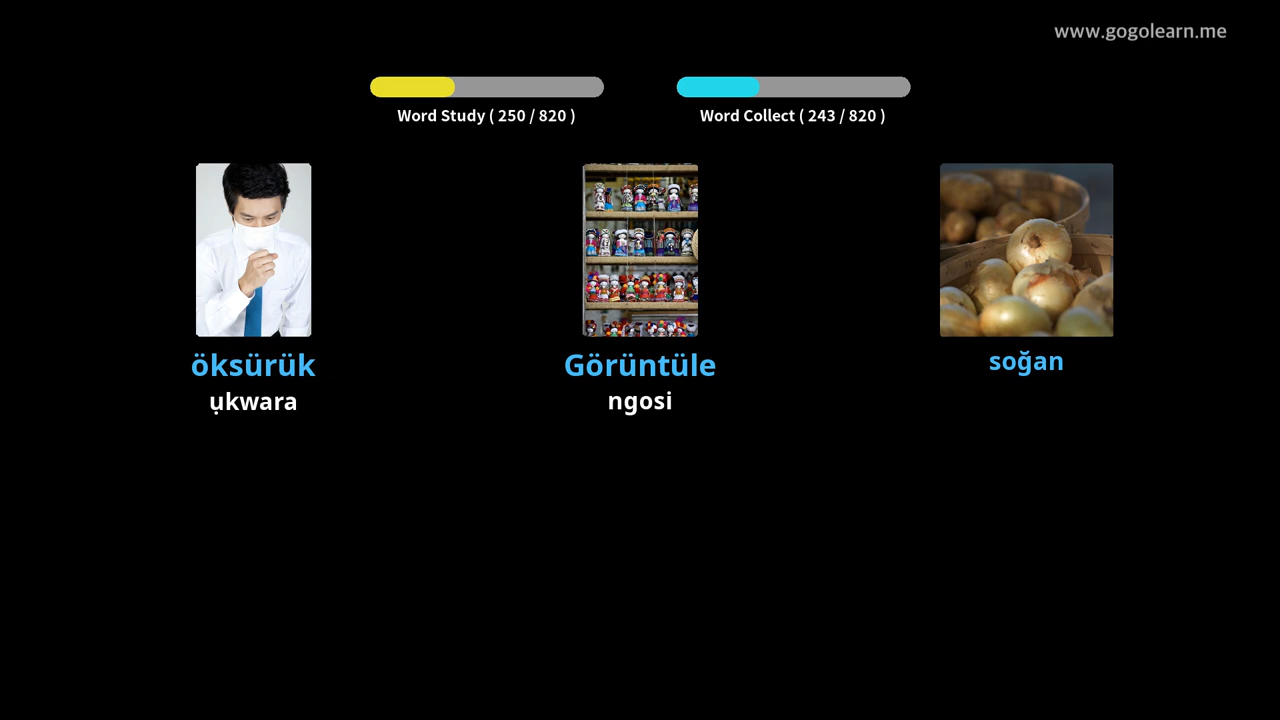 www.gogolearn.me
Word Study ( 250 / 820 )
Word Collect ( 243 / 820 )
öksürük
ụkwara
Görüntüle
ngosi
soğan